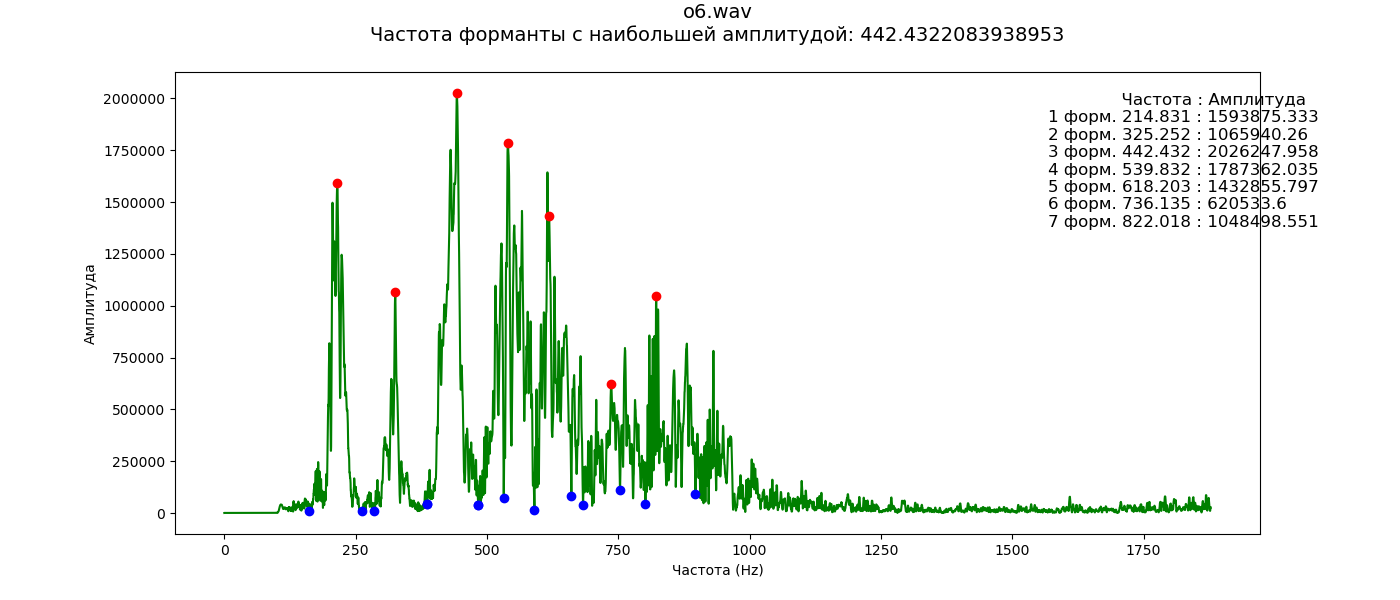 o6.wav
Частота форманты с наибольшей амплитудой: 442.4322083938953
Частота : Амплитуда
1 форм. 214.831 : 1593875.333
2 форм. 325.252 : 1065940.26
3 форм. 442.432 : 2026247.958
4 форм. 539.832 : 1787362.035
5 форм. 618.203 : 1432855.797
6 форм. 736.135 : 620533.6
7 форм. 822.018 : 1048498.551
Амплитуда
2000000
1750000
1500000
1250000
1000000
750000
500000
250000
0
0 250 500 750 1000 1250 1500 1750
Частота (Hz)